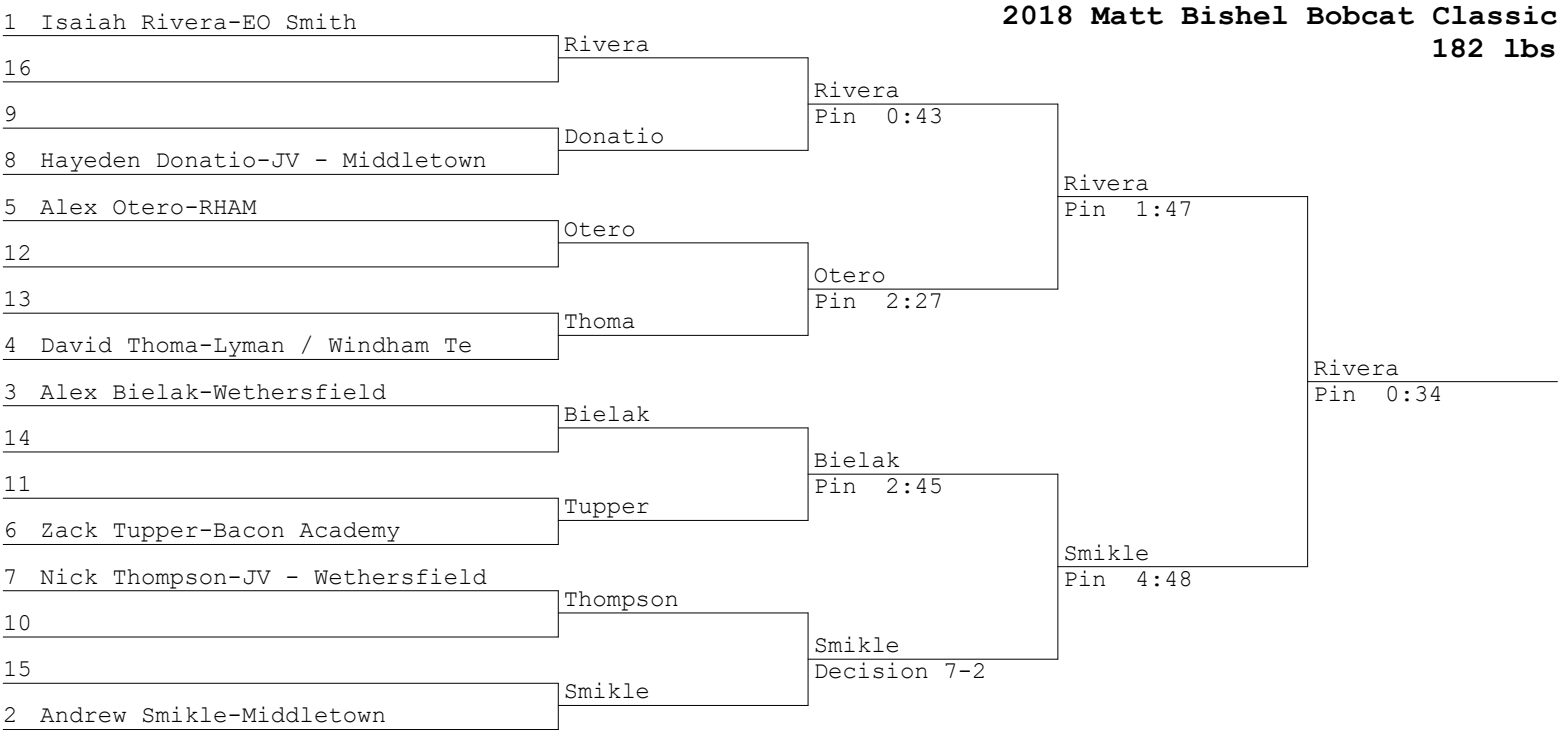 2018 Matt Bishel Bobcat Classic
182 lbs
1 Isaiah Rivera-EO Smith
16
9
8 Hayeden Donatio-JV - Middletown
5 Alex Otero-RHAM
12
13
4 David Thoma-Lyman / Windham Te
3 Alex Bielak-Wethersfield
14
11
6 Zack Tupper-Bacon Academy
7 Nick Thompson-JV - Wethersfield
10
15
2 Andrew Smikle-Middletown
Rivera
Donatio
Otero
Thoma
Bielak
Tupper
Thompson
Smikle
Rivera
Pin 0:43
Otero
Pin 2:27
Bielak
Pin 2:45
Smikle
Decision 7-2
Rivera
Pin 1:47
Smikle
Pin 4:48
Rivera
Pin 0:34